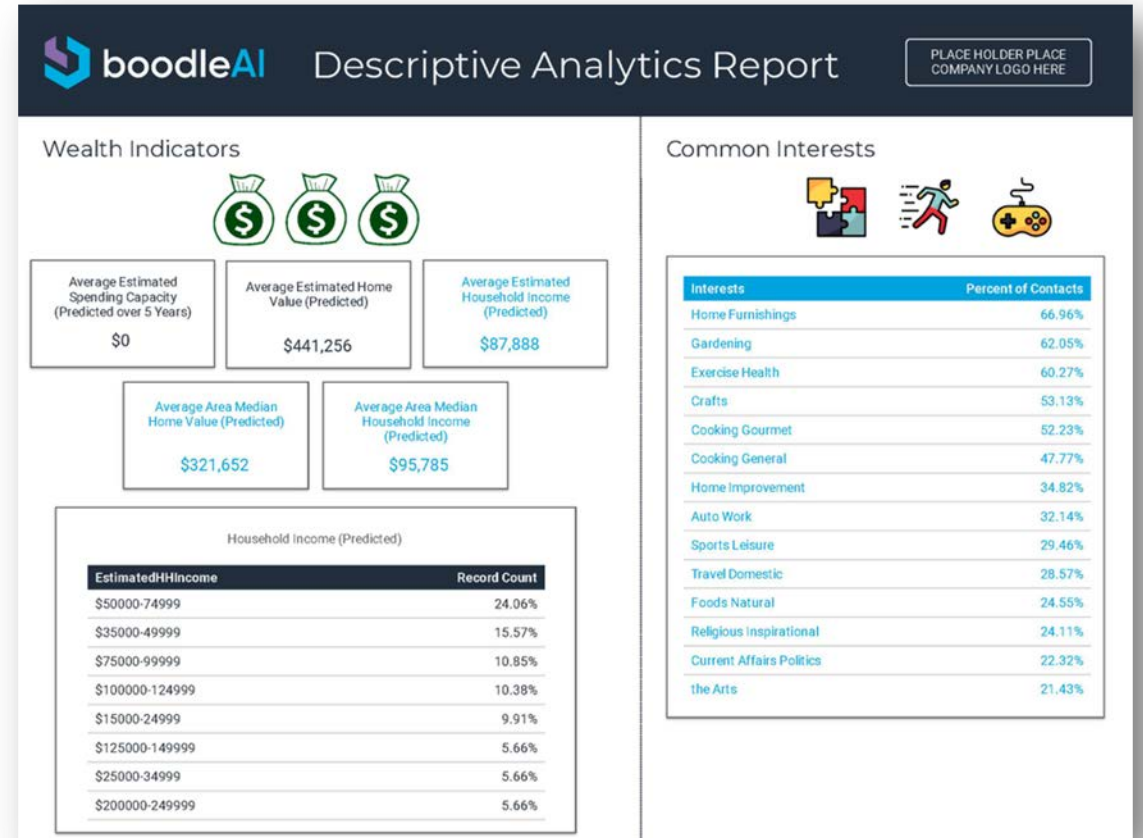 boodleAI
Descriptive Analytics Report
PLACE HOLDER PLACE
COMPANY LOGO HERE
Wealth Indicators
Average Estimated
Spending Capacity
(Predicted over 5 Years)
$0
Average Estimated Home
Value (Predicted)
$441,256
Average Estimated
Household Income
(Predicted)
$87,888
Average Area Median
Home Value (Predicted)
$321,652
Average Area Median
Household Income
(Predicted)
$95,785
Household Income (Predicted)
EstimatedHHIncome Record Count
$50000-74999 24.06%
$35000-49999 15.57%
$75000-99999 10.85%
$100000-124999 10.38%
$15000-24999 9.91%
$125000-149999 5.66%
$25000-34999 5.66%
$200000-249999 5.66%
Common Interests
Interests Percent of Contacts
Home Furnishings 66.96%
Gardening 62.05%
Exercise Health 60.27%
Crafts 53.13%
Cooking Gourmet 52.23%
Cooking General 47.77%
Home Improvement 34.82%
Auto Work 32.14%
Sports Leisure 29.46%
Travel Domestic 28.57%
Foods Natural 24.55%
Religious Inspirational 24.11%
Current Affairs Politics 22.32%
the Arts 21.43%